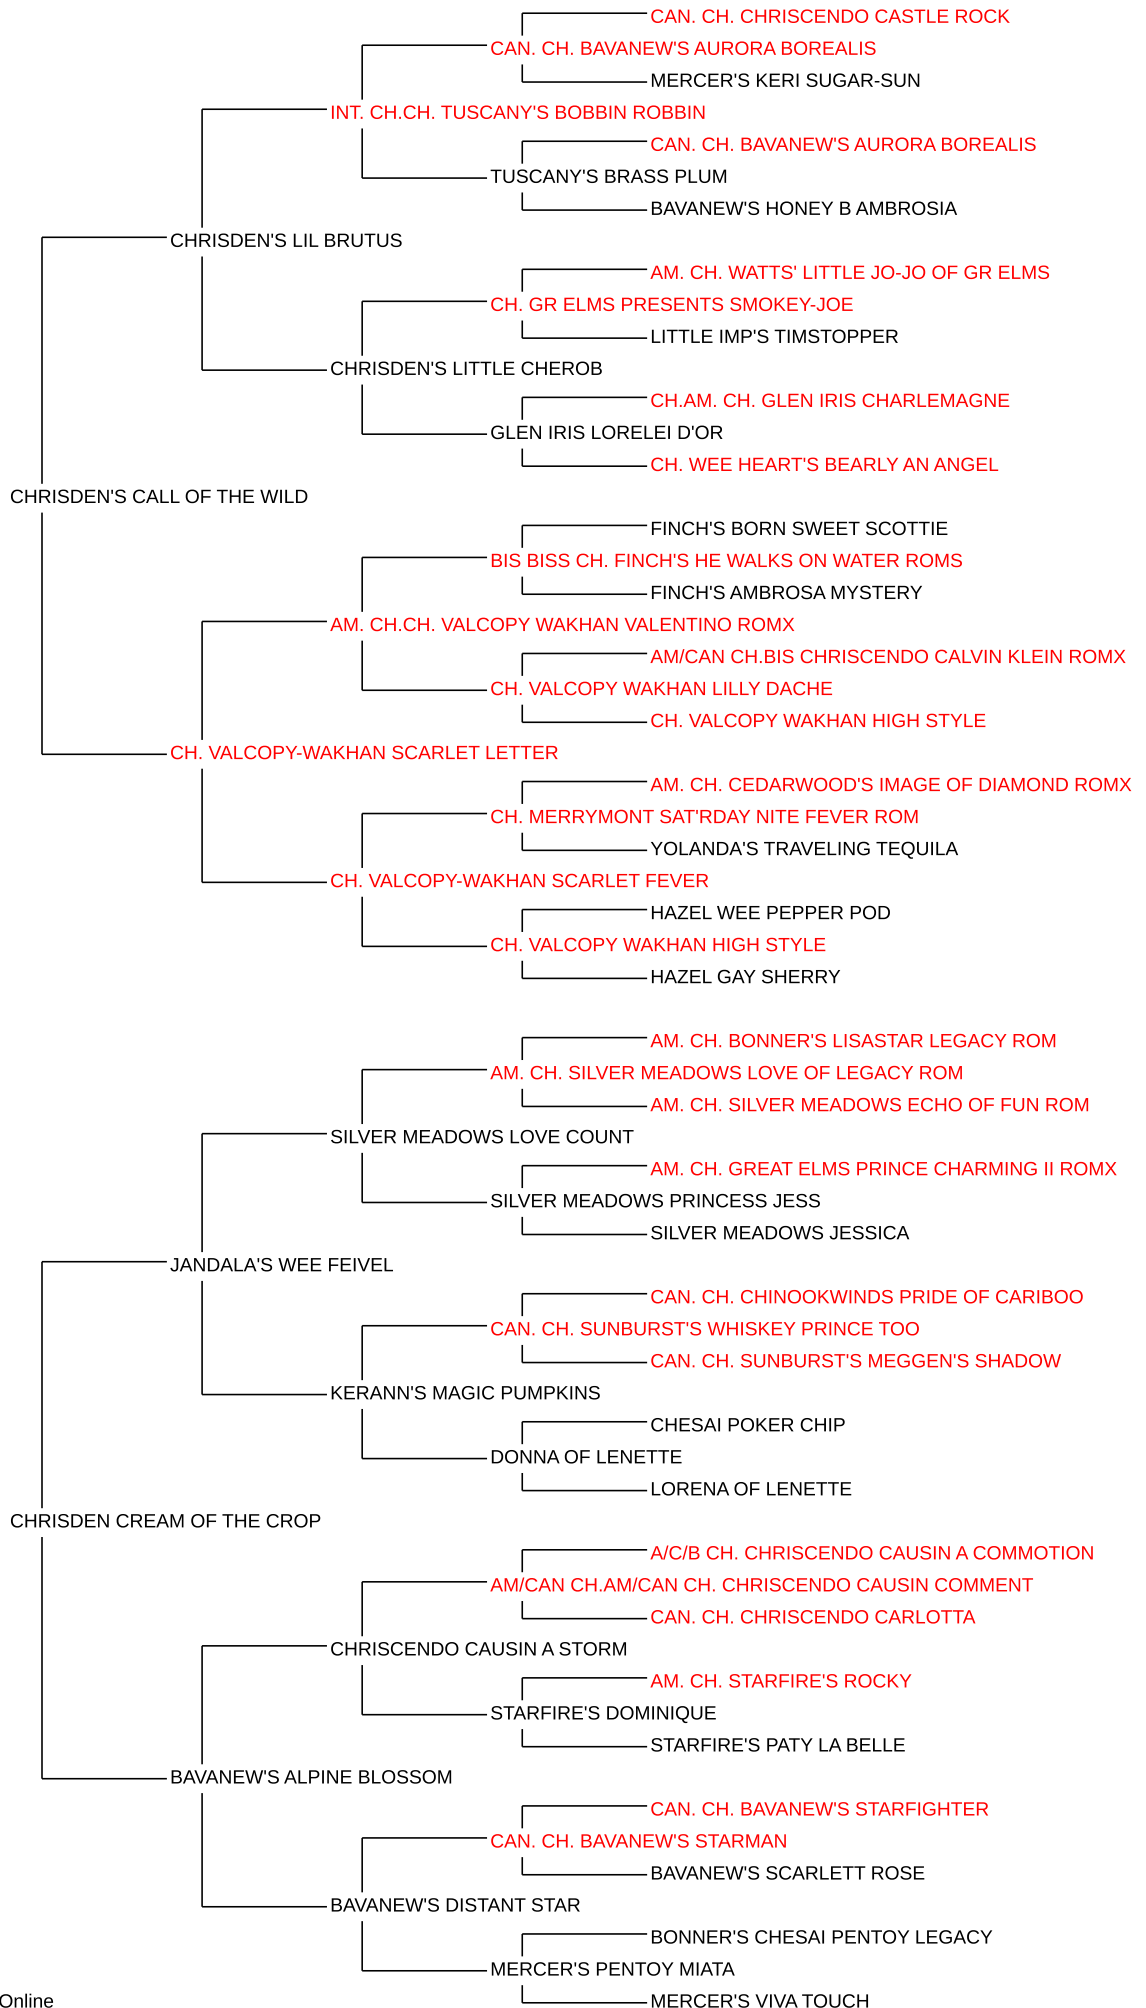 CAN. CH. CHRISCENDO CASTLE ROCK
CAN. CH. BAVANEW'S AURORA BOREALIS
MERCER'S KERI SUGAR-SUN
INT. CH.CH. TUSCANY'S BOBBIN ROBBIN
CAN. CH. BAVANEW'S AURORA BOREALIS
TUSCANY'S BRASS PLUM
BAVANEW'S HONEY B AMBROSIA
CHRISDEN'S LIL BRUTUS
AM. CH. WATTS' LITTLE JO-JO OF GR ELMS
CH. GR ELMS PRESENTS SMOKEY-JOE
LITTLE IMP'S TIMSTOPPER
CHRISDEN'S LITTLE CHEROB
CH.AM. CH. GLEN IRIS CHARLEMAGNE
GLEN IRIS LORELEI D'OR
CH. WEE HEART'S BEARLY AN ANGEL
CHRISDEN'S CALL OF THE WILD
FINCH'S BORN SWEET SCOTTIE
BIS BISS CH. FINCH'S HE WALKS ON WATER ROMS
FINCH'S AMBROSA MYSTERY
AM. CH.CH. VALCOPY WAKHAN VALENTINO ROMX
AM/CAN CH.BIS CHRISCENDO CALVIN KLEIN ROMX
CH. VALCOPY WAKHAN LILLY DACHE
CH. VALCOPY WAKHAN HIGH STYLE
CH. VALCOPY-WAKHAN SCARLET LETTER
AM. CH. CEDARWOOD'S IMAGE OF DIAMOND ROMX
CH. MERRYMONT SAT'RDAY NITE FEVER ROM
YOLANDA'S TRAVELING TEQUILA
CH. VALCOPY-WAKHAN SCARLET FEVER
HAZEL WEE PEPPER POD
CH. VALCOPY WAKHAN HIGH STYLE
HAZEL GAY SHERRY
AM. CH. BONNER'S LISASTAR LEGACY ROM
AM. CH. SILVER MEADOWS LOVE OF LEGACY ROM
AM. CH. SILVER MEADOWS ECHO OF FUN ROM
SILVER MEADOWS LOVE COUNT
AM. CH. GREAT ELMS PRINCE CHARMING II ROMX
SILVER MEADOWS PRINCESS JESS
SILVER MEADOWS JESSICA
JANDALA'S WEE FEIVEL
CAN. CH. CHINOOKWINDS PRIDE OF CARIBOO
CAN. CH. SUNBURST'S WHISKEY PRINCE TOO
CAN. CH. SUNBURST'S MEGGEN'S SHADOW
KERANN'S MAGIC PUMPKINS
CHESAI POKER CHIP
DONNA OF LENETTE
LORENA OF LENETTE
CHRISDEN CREAM OF THE CROP
A/C/B CH. CHRISCENDO CAUSIN A COMMOTION
AM/CAN CH.AM/CAN CH. CHRISCENDO CAUSIN COMMENT
CAN. CH. CHRISCENDO CARLOTTA
CHRISCENDO CAUSIN A STORM
AM. CH. STARFIRE'S ROCKY
STARFIRE'S DOMINIQUE
STARFIRE'S PATY LA BELLE
BAVANEW'S ALPINE BLOSSOM
CAN. CH. BAVANEW'S STARFIGHTER
CAN. CH. BAVANEW'S STARMAN
BAVANEW'S SCARLETT ROSE
BAVANEW'S DISTANT STAR
BONNER'S CHESAI PENTOY LEGACY
MERCER'S PENTOY MIATA
MERCER'S VIVA TOUCH
Online